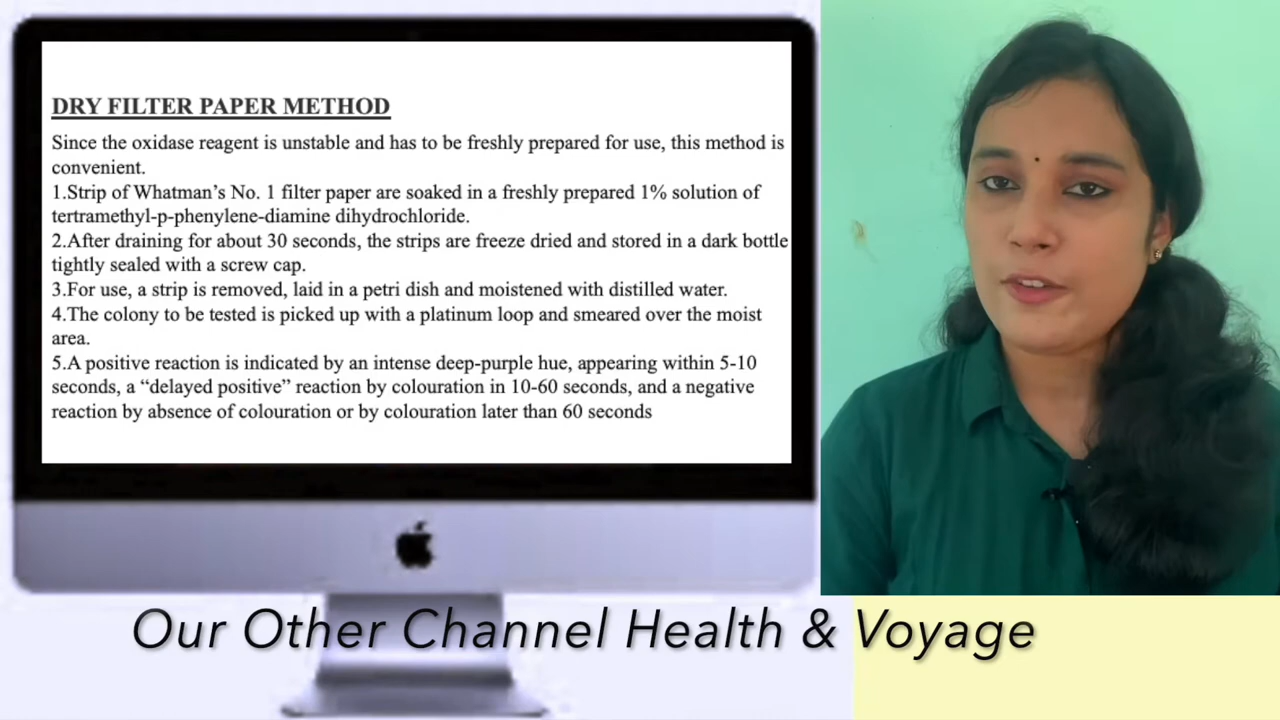 DRY FILTER PAPER METHOD
Since the oxidase reagent is unstable and has to be freshly prepared for use, this method is
convenient.
1.Strip of Whatman’s No. 1 filter paper are soaked in a freshly prepared 1% solution of
tertramethyl-p-phenylene-diamine dihydrochloride.
2.After draining for about 30 seconds, the strips are freeze dried and stored in a dark bottle
tightly sealed with a screw cap.
3.For use, a strip is removed, laid in a petri dish and moistened with distilled water.
4.The colony to be tested is picked up with a platinum loop and smeared over the moist
area.
5.A positive reaction is indicated by an intense deep-purple hue, appearing within 5-10
seconds, a “delayed positive” reaction by colouration in 10-60 seconds, and a negative
reaction by absence of colouration or by colouration later than 60 seconds
Our Other Channel Health & Voyage